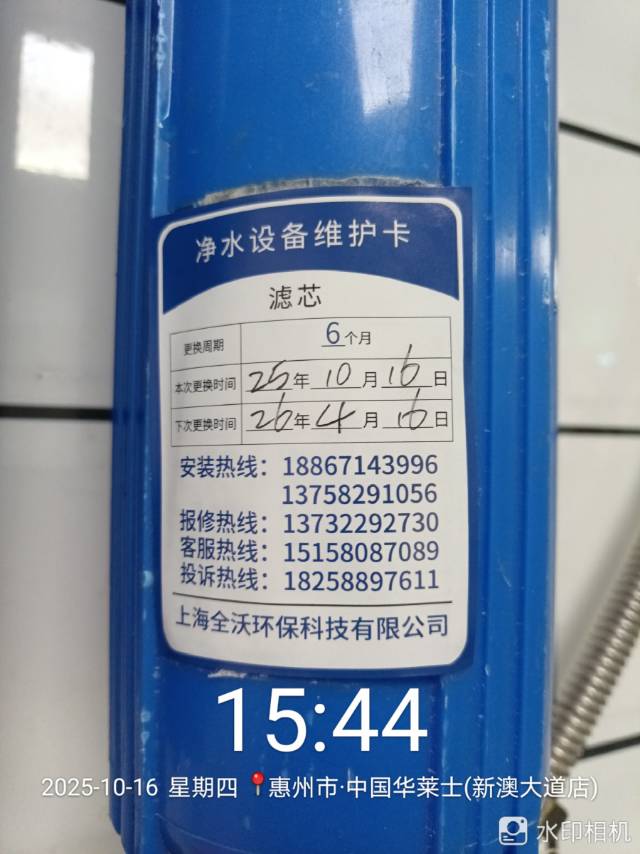 净水设备维护卡
滤芯
更换周期 6个月
本次更换时间 25年10月16日
下次更换时间 26年4月16日
安装热线：18867143996
13758291056
报修热线：13732292730
客服热线：15158087089
投诉热线：18258897611
上海全沃环保科技有限公司
15:44
2025-10-16 星期四 惠州市·中国华莱士(新澳大道店)
水印相机